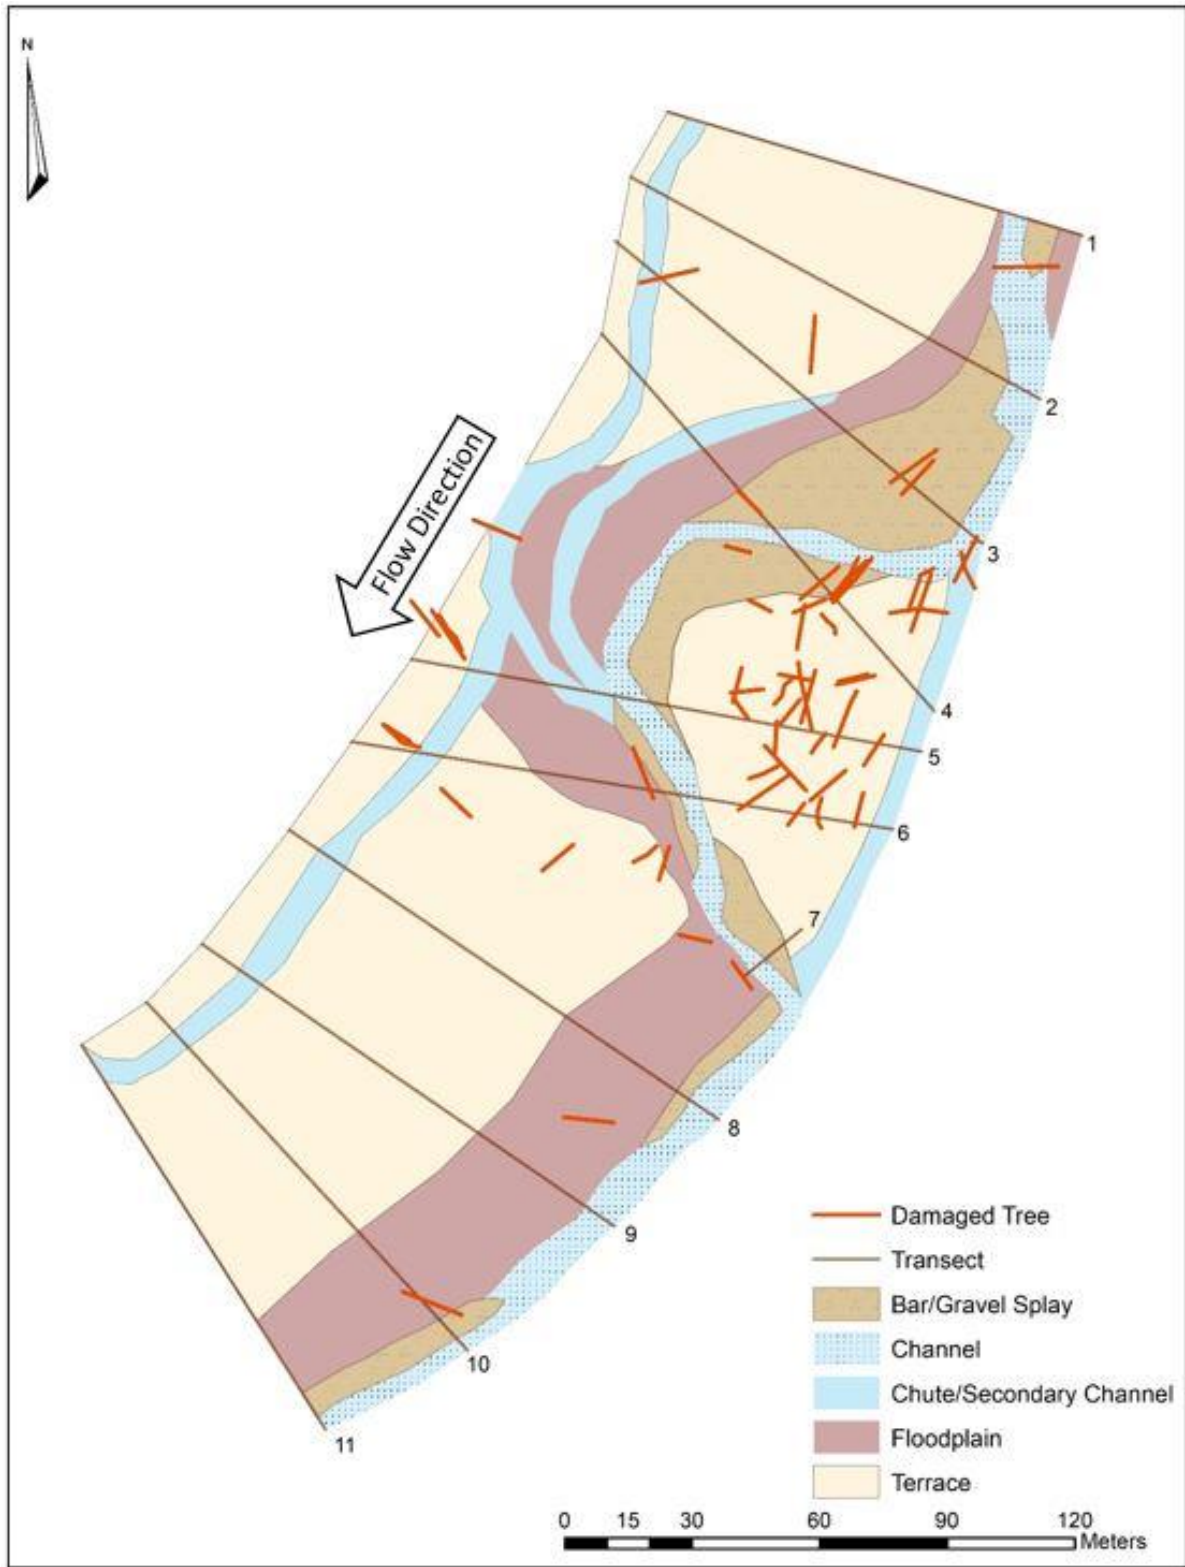 N
1
2
3
Flow Direction
4
5
6
7
8
9
10
11
Damaged Tree
Transect
Bar/Gravel Splay
Channel
Chute/Secondary Channel
Floodplain
Terrace
0 15 30 60 90 120
Meters